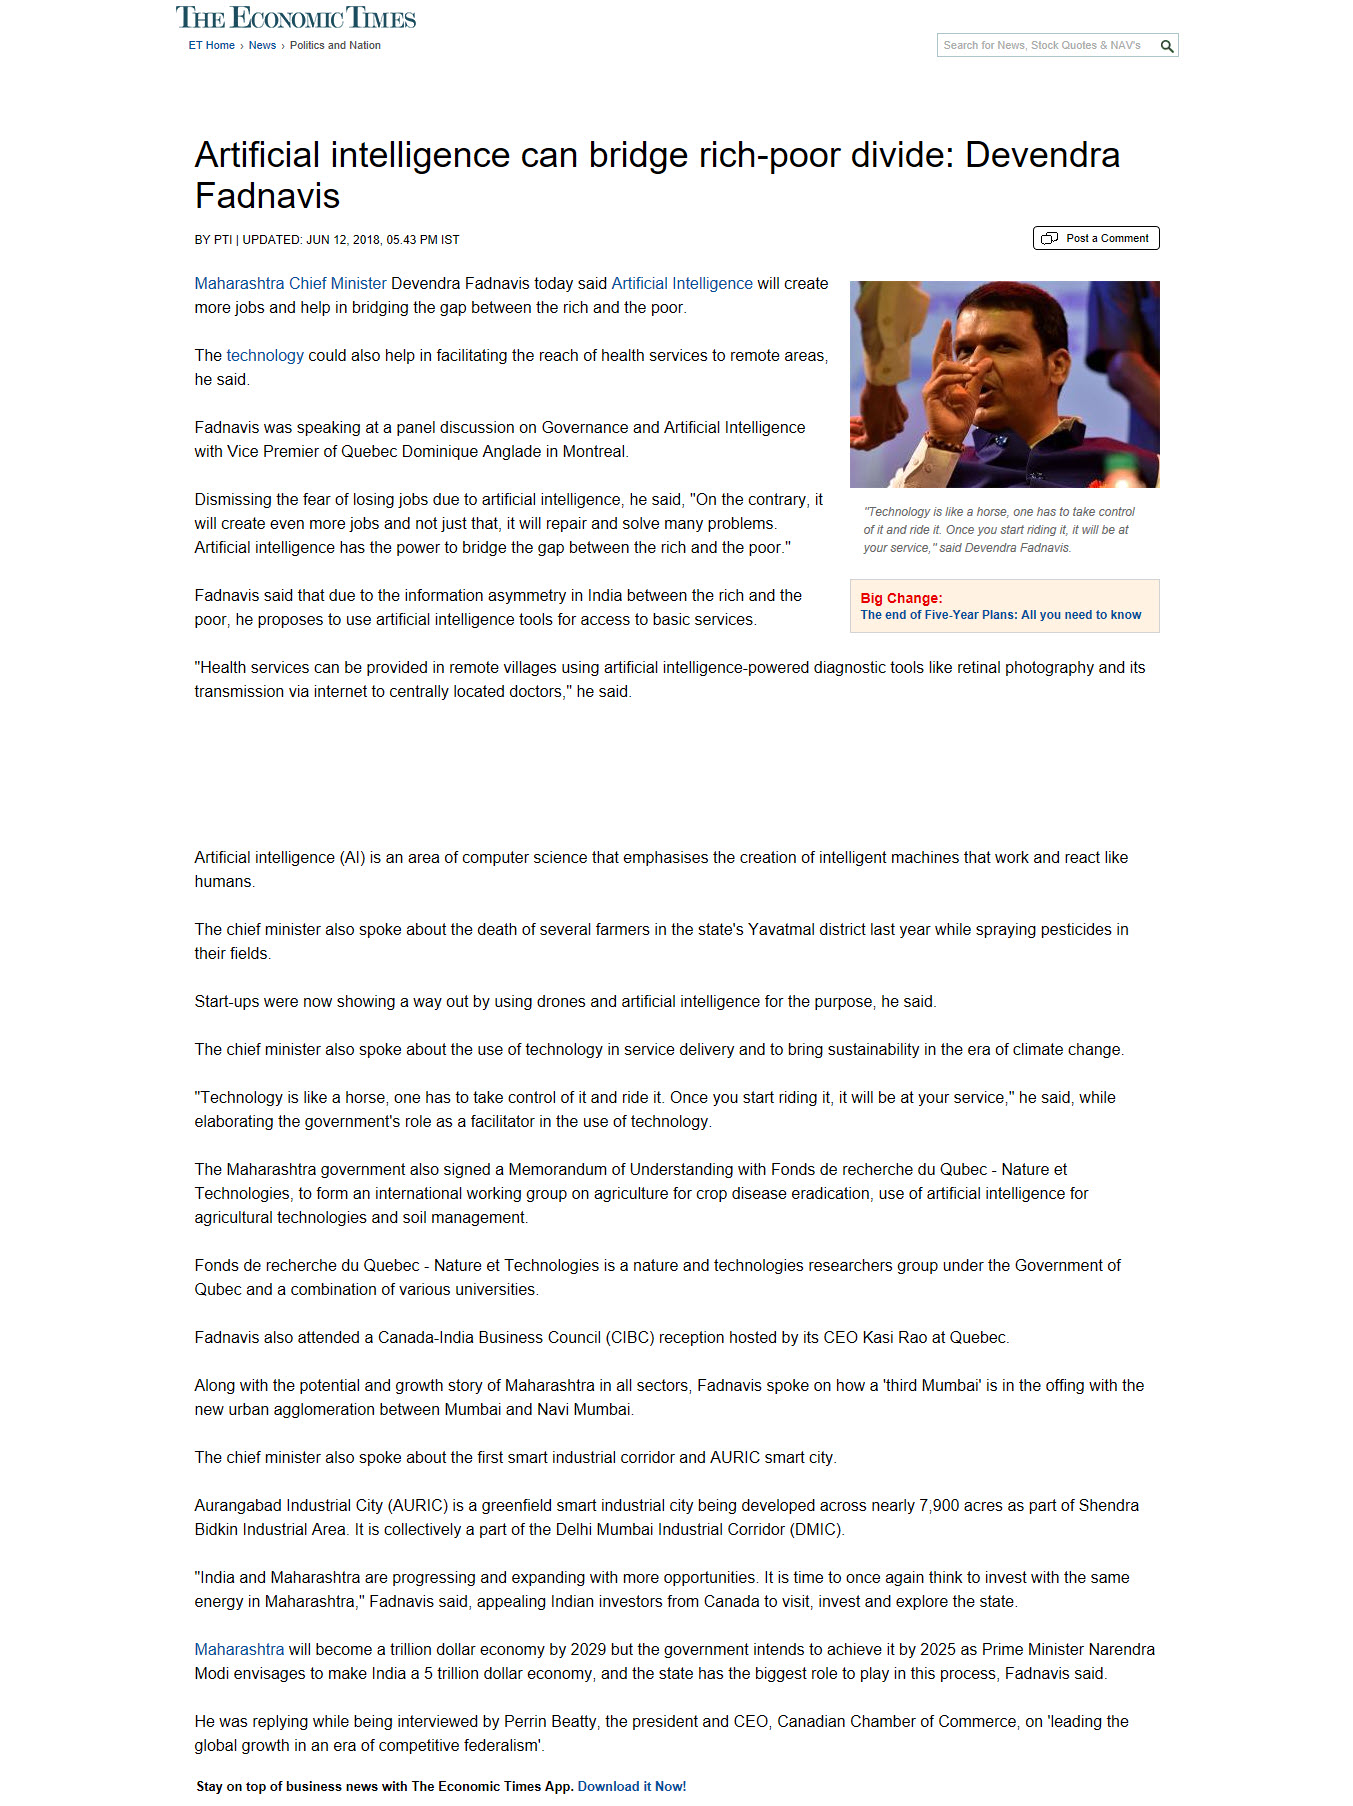 THE ECONOMIC TIMES
ET Home › News › Politics and Nation
Search for News, Stock Quotes & NAV's
Artificial intelligence can bridge rich-poor divide: Devendra
Fadnavis
BY PTI | UPDATED: JUN 12, 2018, 05.43 PM IST
Post a Comment
Maharashtra Chief Minister Devendra Fadnavis today said Artificial Intelligence will create
more jobs and help in bridging the gap between the rich and the poor.
The technology could also help in facilitating the reach of health services to remote areas,
he said.
Fadnavis was speaking at a panel discussion on Governance and Artificial Intelligence
with Vice Premier of Quebec Dominique Anglade in Montreal.
Dismissing the fear of losing jobs due to artificial intelligence, he said, "On the contrary, it
will create even more jobs and not just that, it will repair and solve many problems.
Artificial intelligence has the power to bridge the gap between the rich and the poor."
Fadnavis said that due to the information asymmetry in India between the rich and the
poor, he proposes to use artificial intelligence tools for access to basic services.
"Technology is like a horse, one has to take control
of it and ride it. Once you start riding it, it will be at
your service," said Devendra Fadnavis.
Big Change:
The end of Five-Year Plans: All you need to know
"Health services can be provided in remote villages using artificial intelligence-powered diagnostic tools like retinal photography and its
transmission via internet to centrally located doctors," he said.
Artificial intelligence (AI) is an area of computer science that emphasises the creation of intelligent machines that work and react like
humans.
The chief minister also spoke about the death of several farmers in the state's Yavatmal district last year while spraying pesticides in
their fields.
Start-ups were now showing a way out by using drones and artificial intelligence for the purpose, he said.
The chief minister also spoke about the use of technology in service delivery and to bring sustainability in the era of climate change.
"Technology is like a horse, one has to take control of it and ride it. Once you start riding it, it will be at your service," he said, while
elaborating the government's role as a facilitator in the use of technology.
The Maharashtra government also signed a Memorandum of Understanding with Fonds de recherche du Qubec - Nature et
Technologies, to form an international working group on agriculture for crop disease eradication, use of artificial intelligence for
agricultural technologies and soil management.
Fonds de recherche du Quebec - Nature et Technologies is a nature and technologies researchers group under the Government of
Qubec and a combination of various universities.
Fadnavis also attended a Canada-India Business Council (CIBC) reception hosted by its CEO Kasi Rao at Quebec.
Along with the potential and growth story of Maharashtra in all sectors, Fadnavis spoke on how a 'third Mumbai' is in the offing with the
new urban agglomeration between Mumbai and Navi Mumbai.
The chief minister also spoke about the first smart industrial corridor and AURIC smart city.
Aurangabad Industrial City (AURIC) is a greenfield smart industrial city being developed across nearly 7,900 acres as part of Shendra
Bidkin Industrial Area. It is collectively a part of the Delhi Mumbai Industrial Corridor (DMIC).
"India and Maharashtra are progressing and expanding with more opportunities. It is time to once again think to invest with the same
energy in Maharashtra," Fadnavis said, appealing Indian investors from Canada to visit, invest and explore the state.
Maharashtra will become a trillion dollar economy by 2029 but the government intends to achieve it by 2025 as Prime Minister Narendra
Modi envisages to make India a 5 trillion dollar economy, and the state has the biggest role to play in this process, Fadnavis said.
He was replying while being interviewed by Perrin Beatty, the president and CEO, Canadian Chamber of Commerce, on 'leading the
global growth in an era of competitive federalism'.
Stay on top of business news with The Economic Times App. Download it Now!